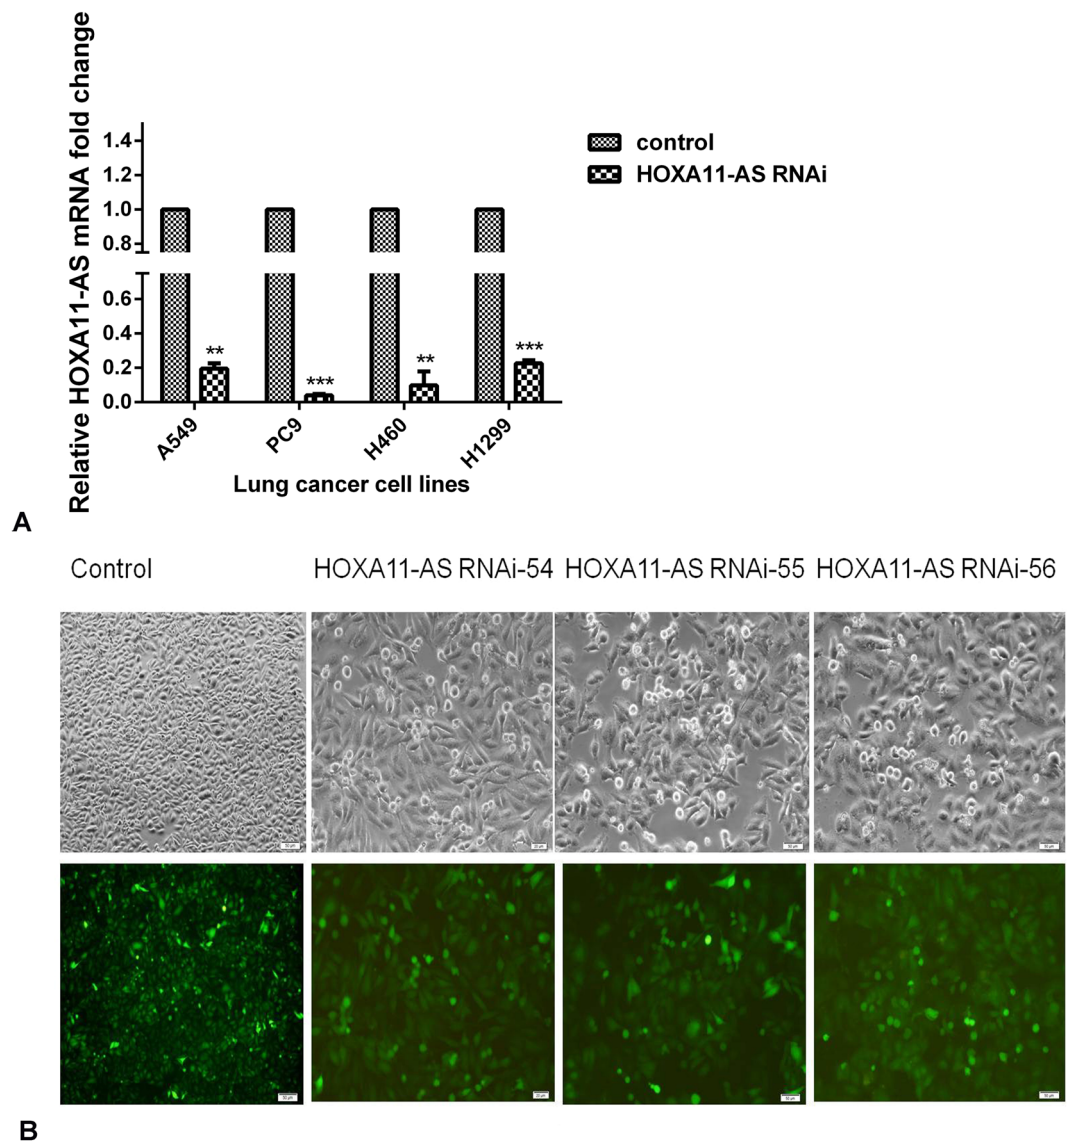 Relative HOXA11-AS mRNA fold change
1.4
1.2
1.0
0.8
0.6
0.4
0.2
0.0
**
***
**
***
A549
PC9
H460
H1299
Lung cancer cell lines
control
HOXA11-AS RNAi
A
Control
HOXA11-AS RNAi-54
HOXA11-AS RNAi-55
HOXA11-AS RNAi-56
B